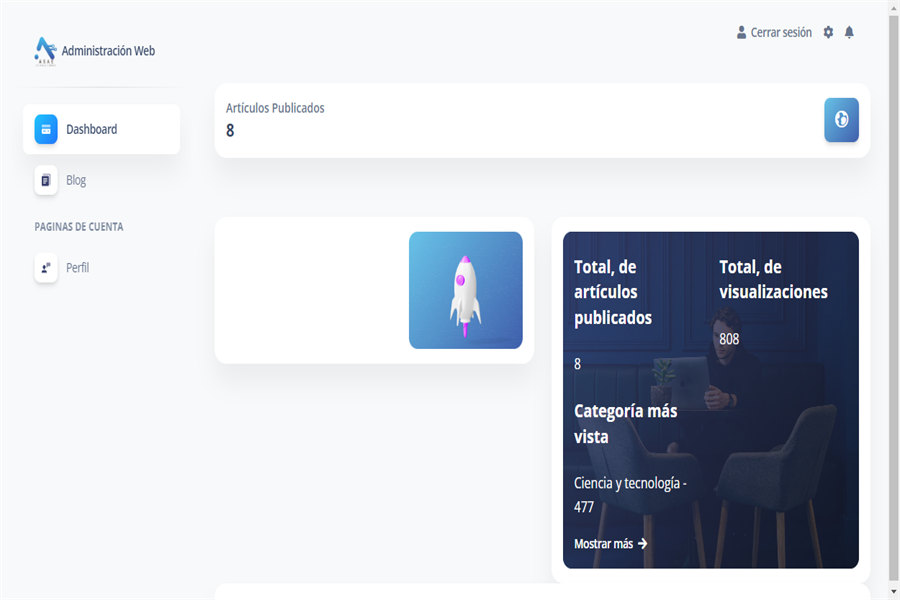 Administración Web
Cerrar sesión
Dashboard
Blog
PAGINAS DE CUENTA
Perfil
Artículos Publicados
8
Total, de
artículos
publicados
8
Total, de
visualizaciones
808
Categoría más
vista
Ciencia y tecnología -
477
Mostrar más